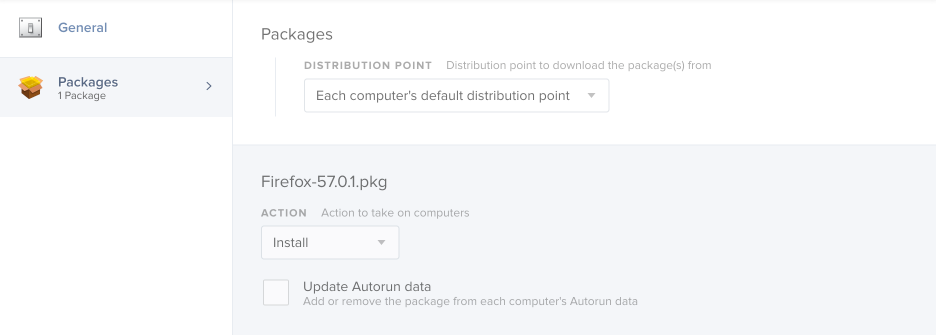 General
Packages
1 Package
Packages
DISTRIBUTION POINT Distribution point to download the package(s) from
Each computer's default distribution point
Firefox-57.0.1.pkg
ACTION Action to take on computers
Install
Update Autorun data
Add or remove the package from each computer's Autorun data